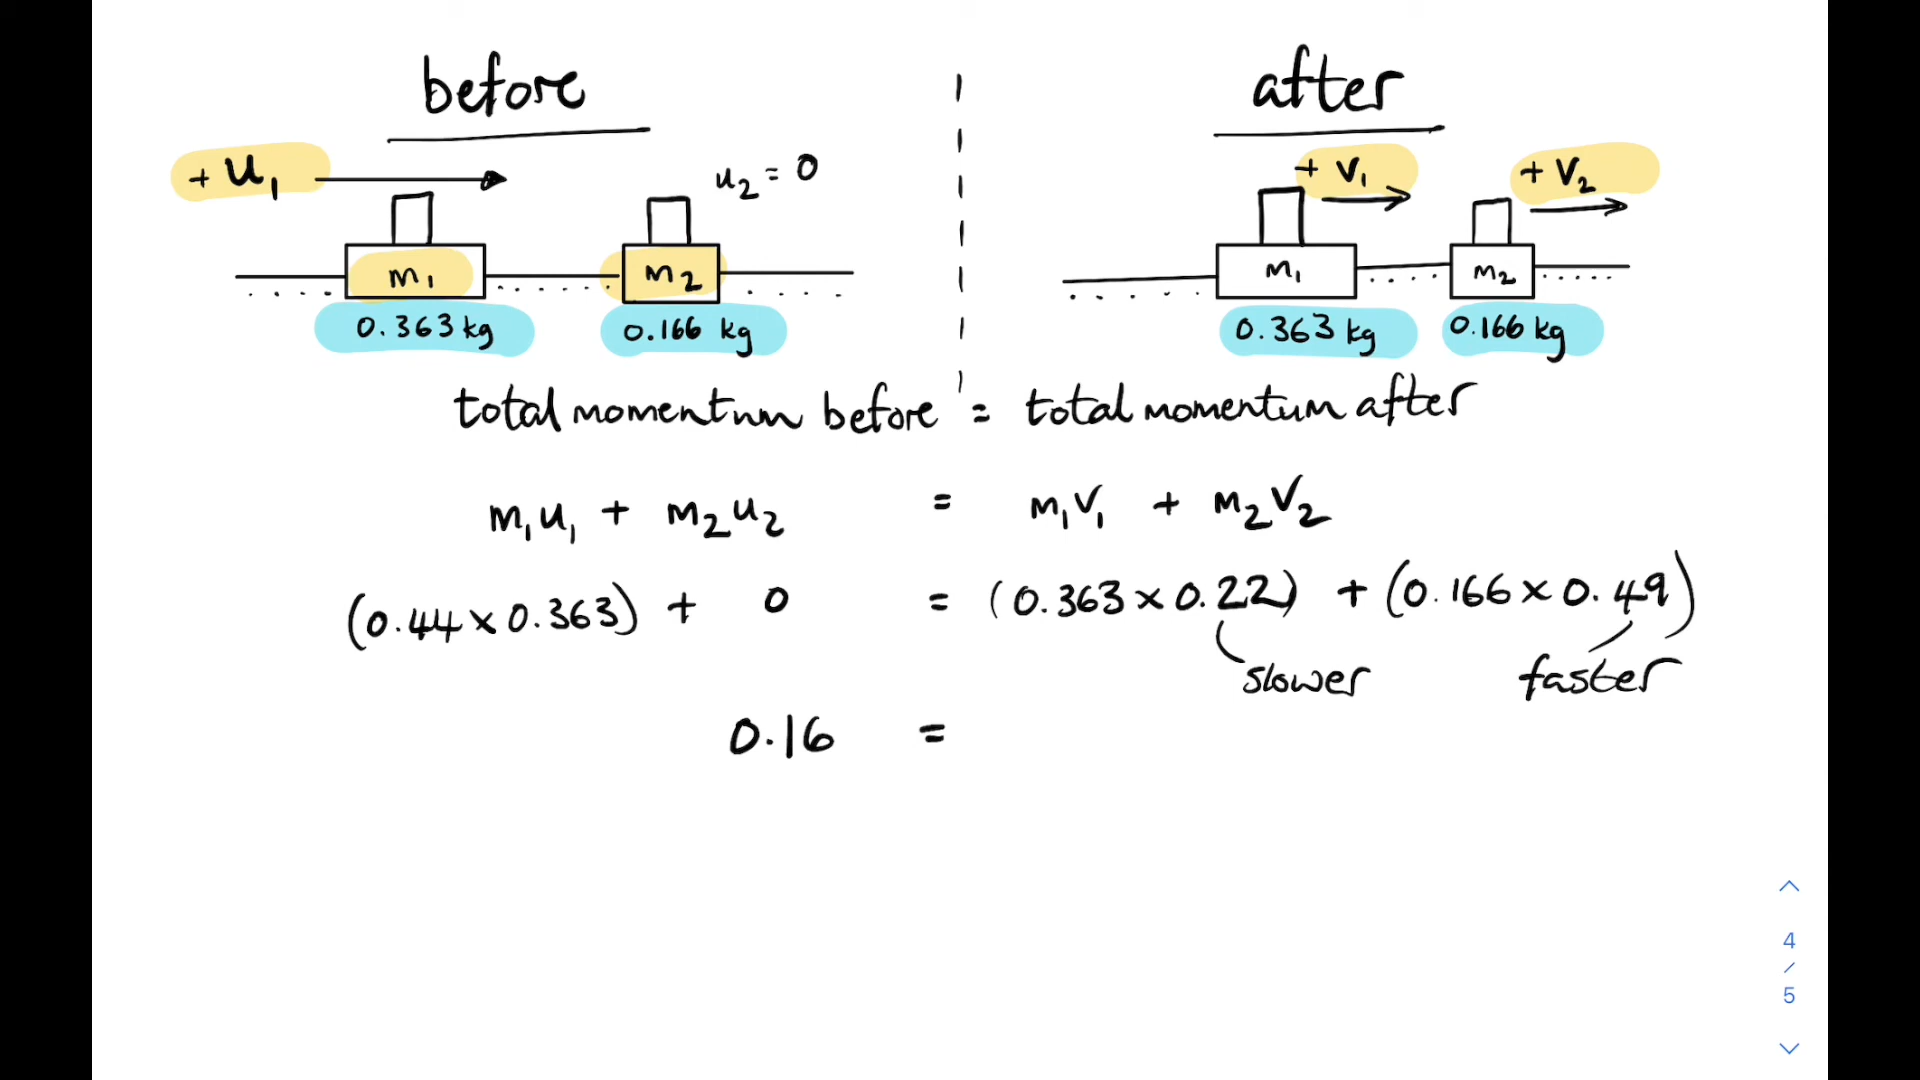 before after
+ u₁ u₂ = 0 + v₁ + v₂
m₁ m₂ m₁ m₂
0.363 kg 0.166 kg 0.363 kg 0.166 kg
total momentum before = total momentum after
m₁u₁ + m₂u₂ = m₁v₁ + m₂v₂
(0.44 × 0.363) + 0 = (0.363 × 0.22) + (0.166 × 0.49)
slower faster
0.16 =
4
/
5